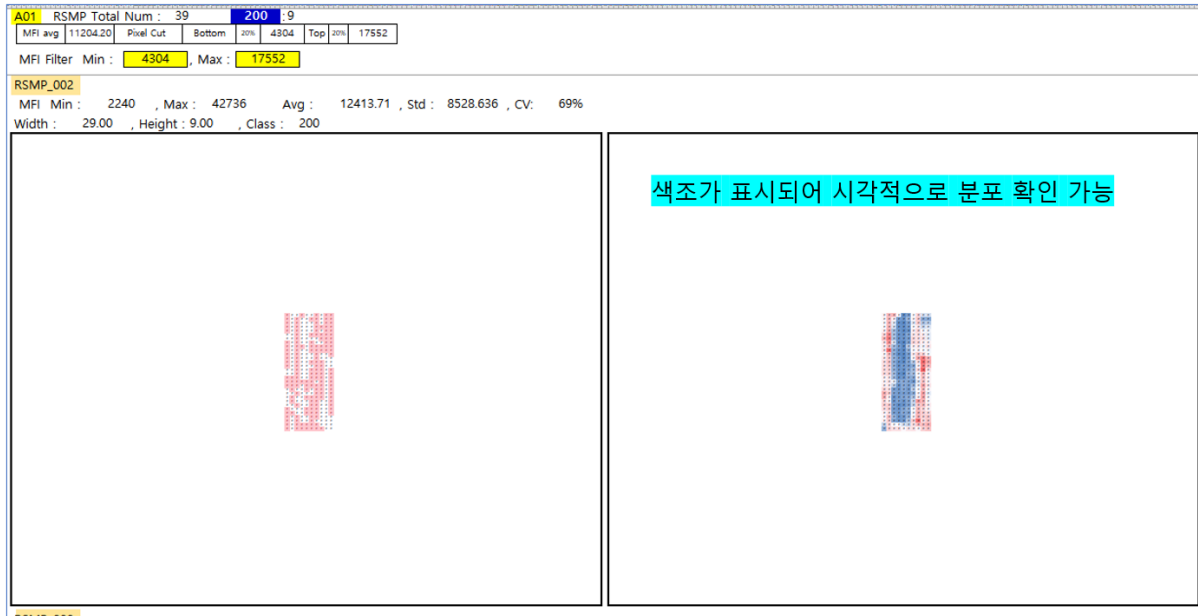 A01 RSMP Total Num : 39 200 :9
MFI avg 11204.20 Pixel Cut Bottom 20% 4304 Top 20% 17552
MFI Filter Min : 4304 , Max : 17552
RSMP_002
MFI Min : 2240 , Max : 42736 Avg : 12413.71 , Std : 8528.636 , CV: 69%
Width : 29.00 , Height : 9.00 , Class : 200
색조가 표시되어 시각적으로 분포 확인 가능